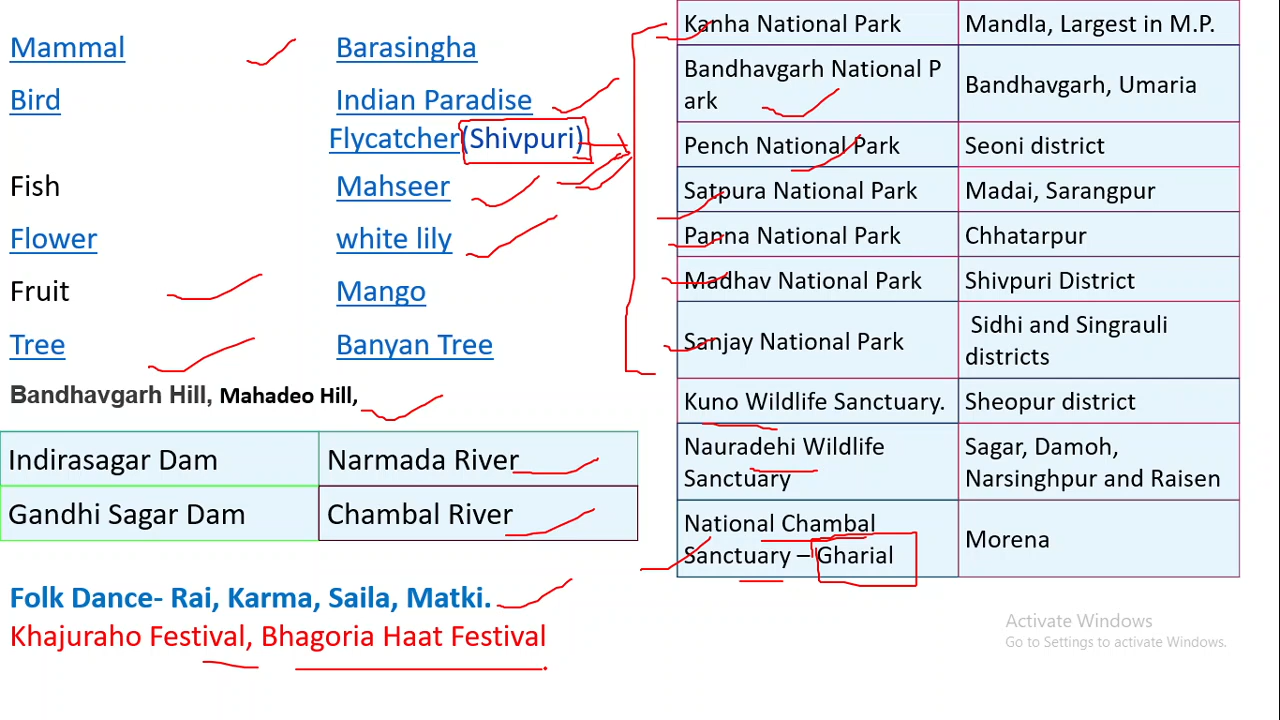 Mammal Barasingha
Bird Indian Paradise
Flycatcher(Shivpuri)
Fish Mahseer
Flower white lily
Fruit Mango
Tree Banyan Tree
Bandhavgarh Hill, Mahadeo Hill,
Indirasagar Dam Narmada River
Gandhi Sagar Dam Chambal River
Folk Dance- Rai, Karma, Saila, Matki.
Khajuraho Festival, Bhagoria Haat Festival
Kanha National Park Mandla, Largest in M.P.
Bandhavgarh National P
ark Bandhavgarh, Umaria
Pench National Park Seoni district
Satpura National Park Madai, Sarangpur
Panna National Park Chhatarpur
Madhav National Park Shivpuri District
Sanjay National Park Sidhi and Singrauli
districts
Kuno Wildlife Sanctuary. Sheopur district
Nauradehi Wildlife Sagar, Damoh,
Sanctuary Narsinghpur and Raisen
National Chambal
Sanctuary – Gharial Morena
Activate Windows
Go to Settings to activate Windows.